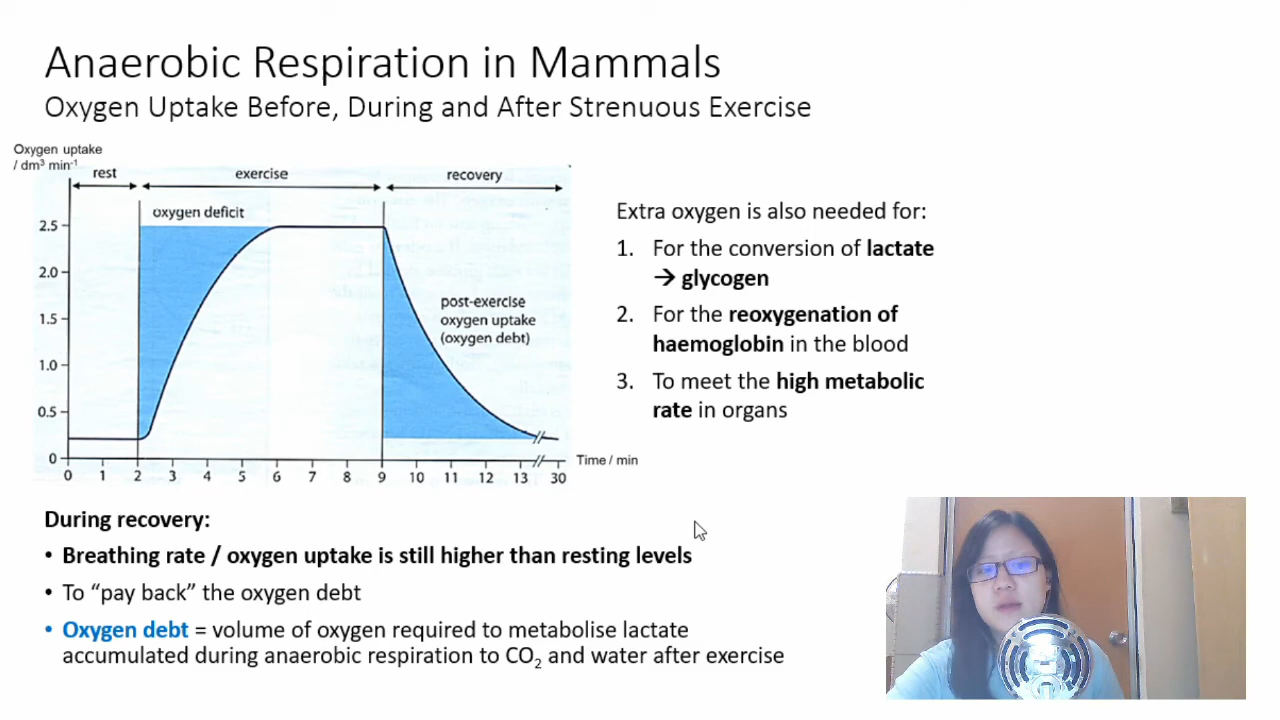 Anaerobic Respiration in Mammals
Oxygen Uptake Before, During and After Strenuous Exercise
Oxygen uptake
/ dm³ min⁻¹
rest
exercise
recovery
oxygen deficit
2.5
2.0
1.5
1.0
0.5
0
post-exercise
oxygen uptake
(oxygen debt)
0 1 2 3 4 5 6 7 8 9 10 11 12 13 30
Time / min
Extra oxygen is also needed for:
1. For the conversion of lactate
→ glycogen
2. For the reoxygenation of
haemoglobin in the blood
3. To meet the high metabolic
rate in organs
During recovery:
• Breathing rate / oxygen uptake is still higher than resting levels
• To “pay back” the oxygen debt
• Oxygen debt = volume of oxygen required to metabolise lactate
accumulated during anaerobic respiration to CO₂ and water after exercise